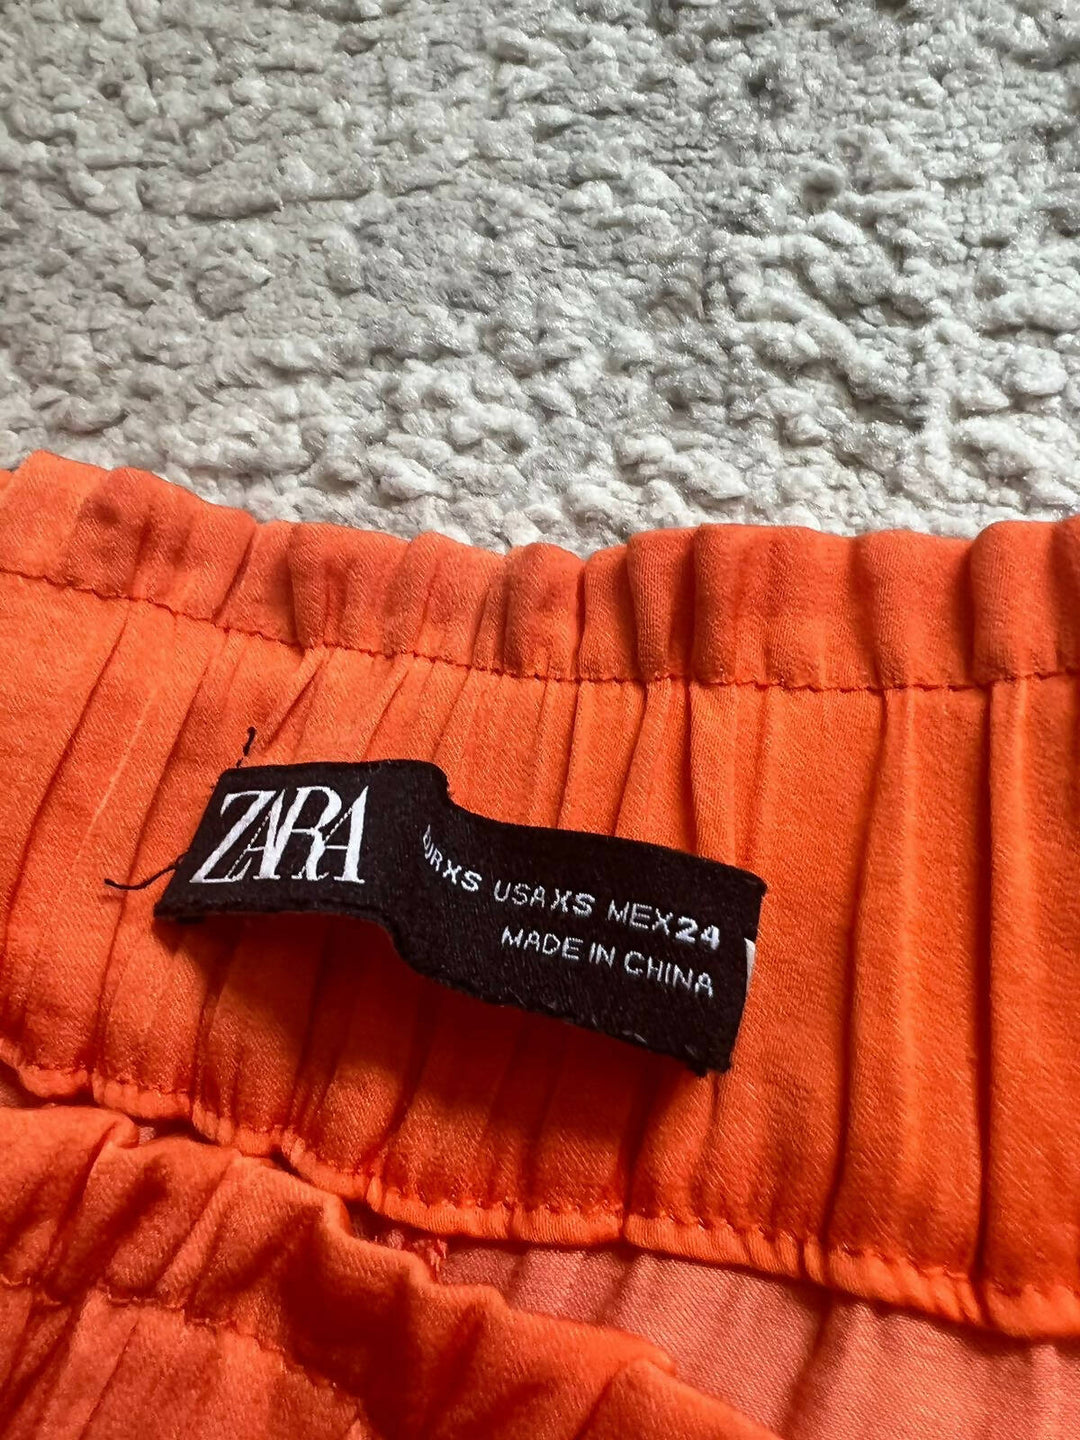 ZARA
EUR XS USA XS MEX 24
MADE IN CHINA